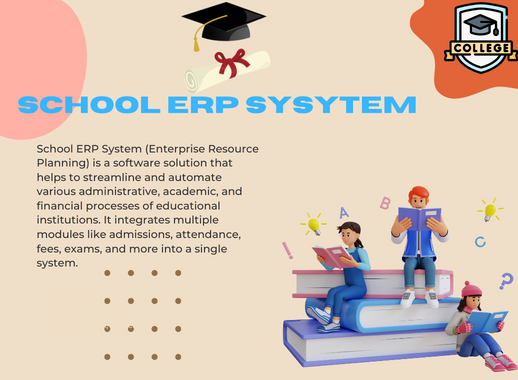 COLLEGE
SCHOOL ERP SYSYTEM
School ERP System (Enterprise Resource
Planning) is a software solution that
helps to streamline and automate
various administrative, academic, and
financial processes of educational
institutions. It integrates multiple
modules like admissions, attendance,
fees, exams, and more into a single
system.
A
B
C
!
?